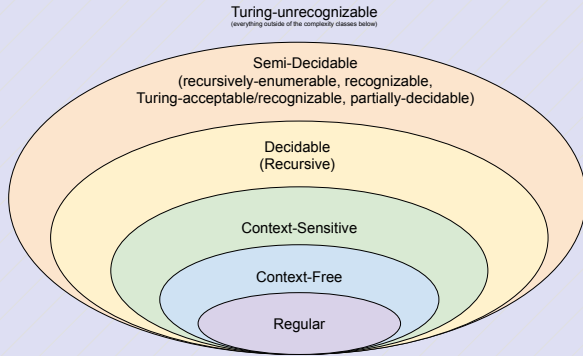 Turing-unrecognizable
(everything outside of the complexity classes below)
Semi-Decidable
(recursively-enumerable, recognizable,
Turing-acceptable/recognizable, partially-decidable)
Decidable
(Recursive)
Context-Sensitive
Context-Free
Regular